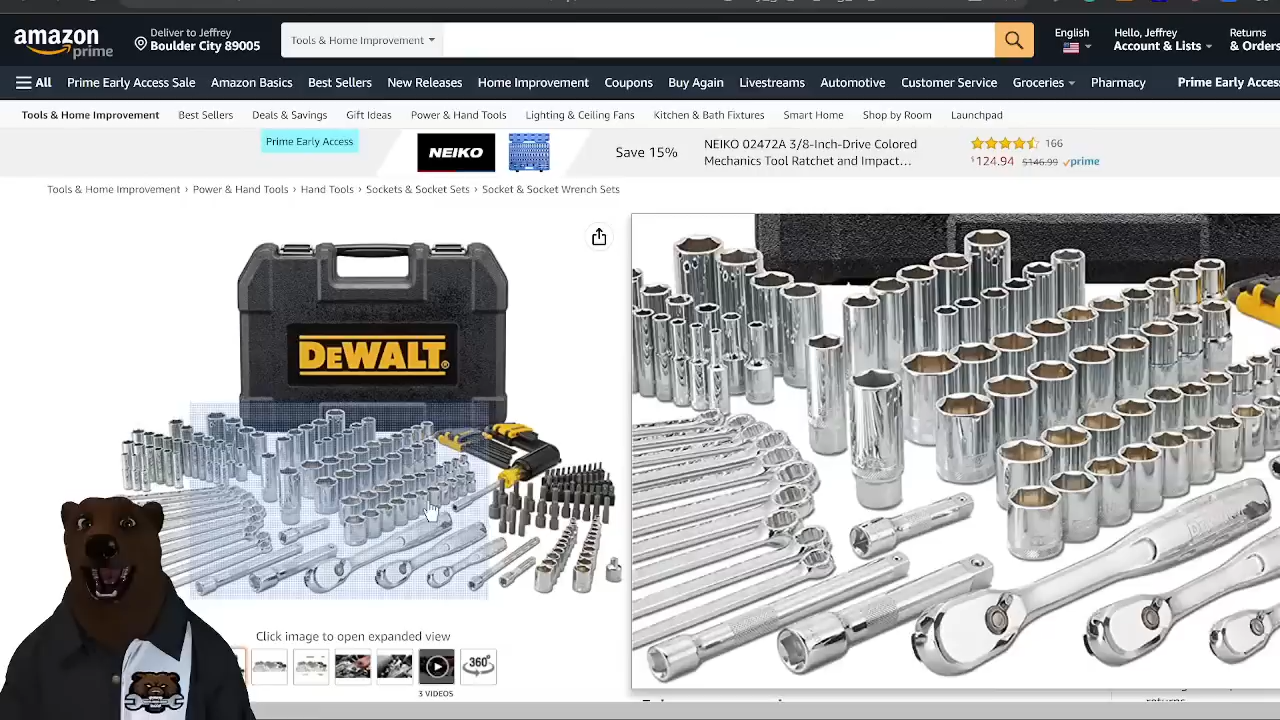 amazon
prime
Deliver to Jeffrey
Boulder City 89005
Tools & Home Improvement
English
Hello, Jeffrey
Account & Lists
Returns
& Orders
All
Prime Early Access Sale
Amazon Basics
Best Sellers
New Releases
Home Improvement
Coupons
Buy Again
Livestreams
Automotive
Customer Service
Groceries
Pharmacy
Prime Early Acces
Tools & Home Improvement
Best Sellers
Deals & Savings
Gift Ideas
Power & Hand Tools
Lighting & Ceiling Fans
Kitchen & Bath Fixtures
Smart Home
Shop by Room
Launchpad
Prime Early Access
NEIKO
Save 15%
NEIKO 02472A 3/8-Inch-Drive Colored
Mechanics Tool Ratchet and Impact...
166
$124.94 $146.99 prime
Tools & Home Improvement › Power & Hand Tools › Hand Tools › Sockets & Socket Sets › Socket & Socket Wrench Sets
DEWALT®
Click image to open expanded view
360°
3 VIDEOS